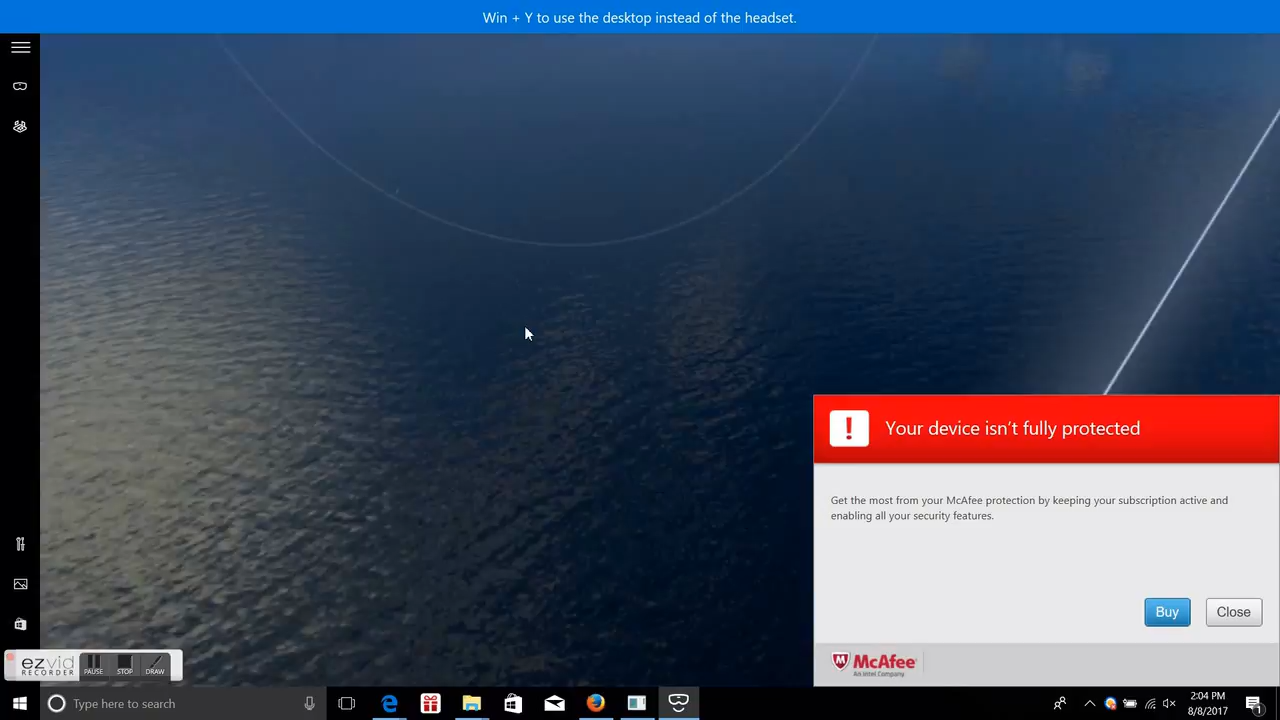 Win + Y to use the desktop instead of the headset.
Your device isn't fully protected
Get the most from your McAfee protection by keeping your subscription active and
enabling all your security features.
Buy
Close
McAfee
An Intel Company
ezvid
RECORDER
PAUSE
STOP
DRAW
Type here to search
2:04 PM
8/8/2017
1